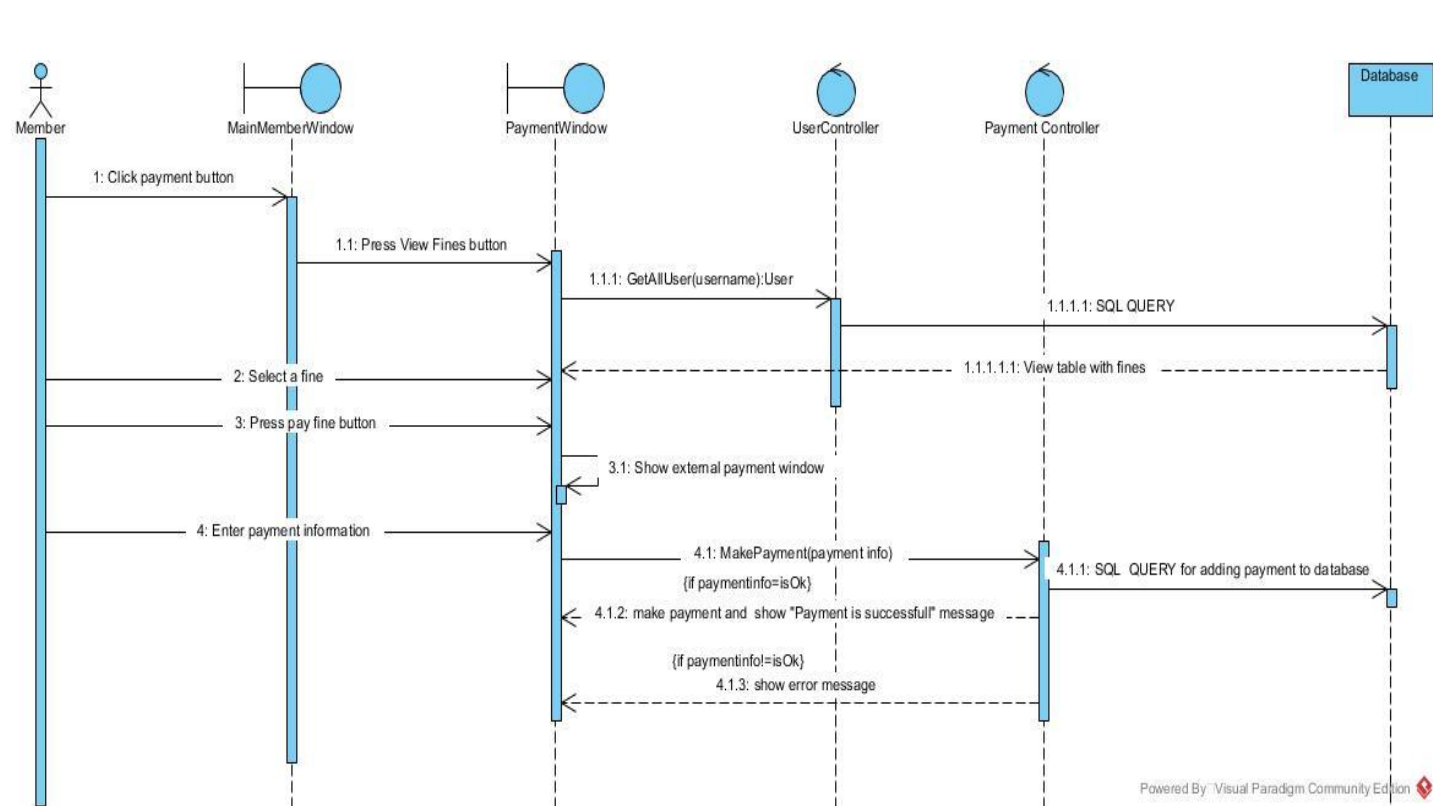 Database
Member
MainMemberWindow
PaymentWindow
UserController
Payment Controller
1: Click payment button
1.1: Press View Fines button
1.1.1: GetAllUser(username):User
1.1.1.1: SQL QUERY
1.1.1.1.1: View table with fines
2: Select a fine
3: Press pay fine button
3.1: Show external payment window
4: Enter payment information
4.1: MakePayment(payment info)
4.1.1: SQL QUERY for adding payment to database
{if paymentinfo=isOk}
4.1.2: make payment and show "Payment is successfull" message
{if paymentinfo!=isOk}
4.1.3: show error message
Powered By Visual Paradigm Community Edition